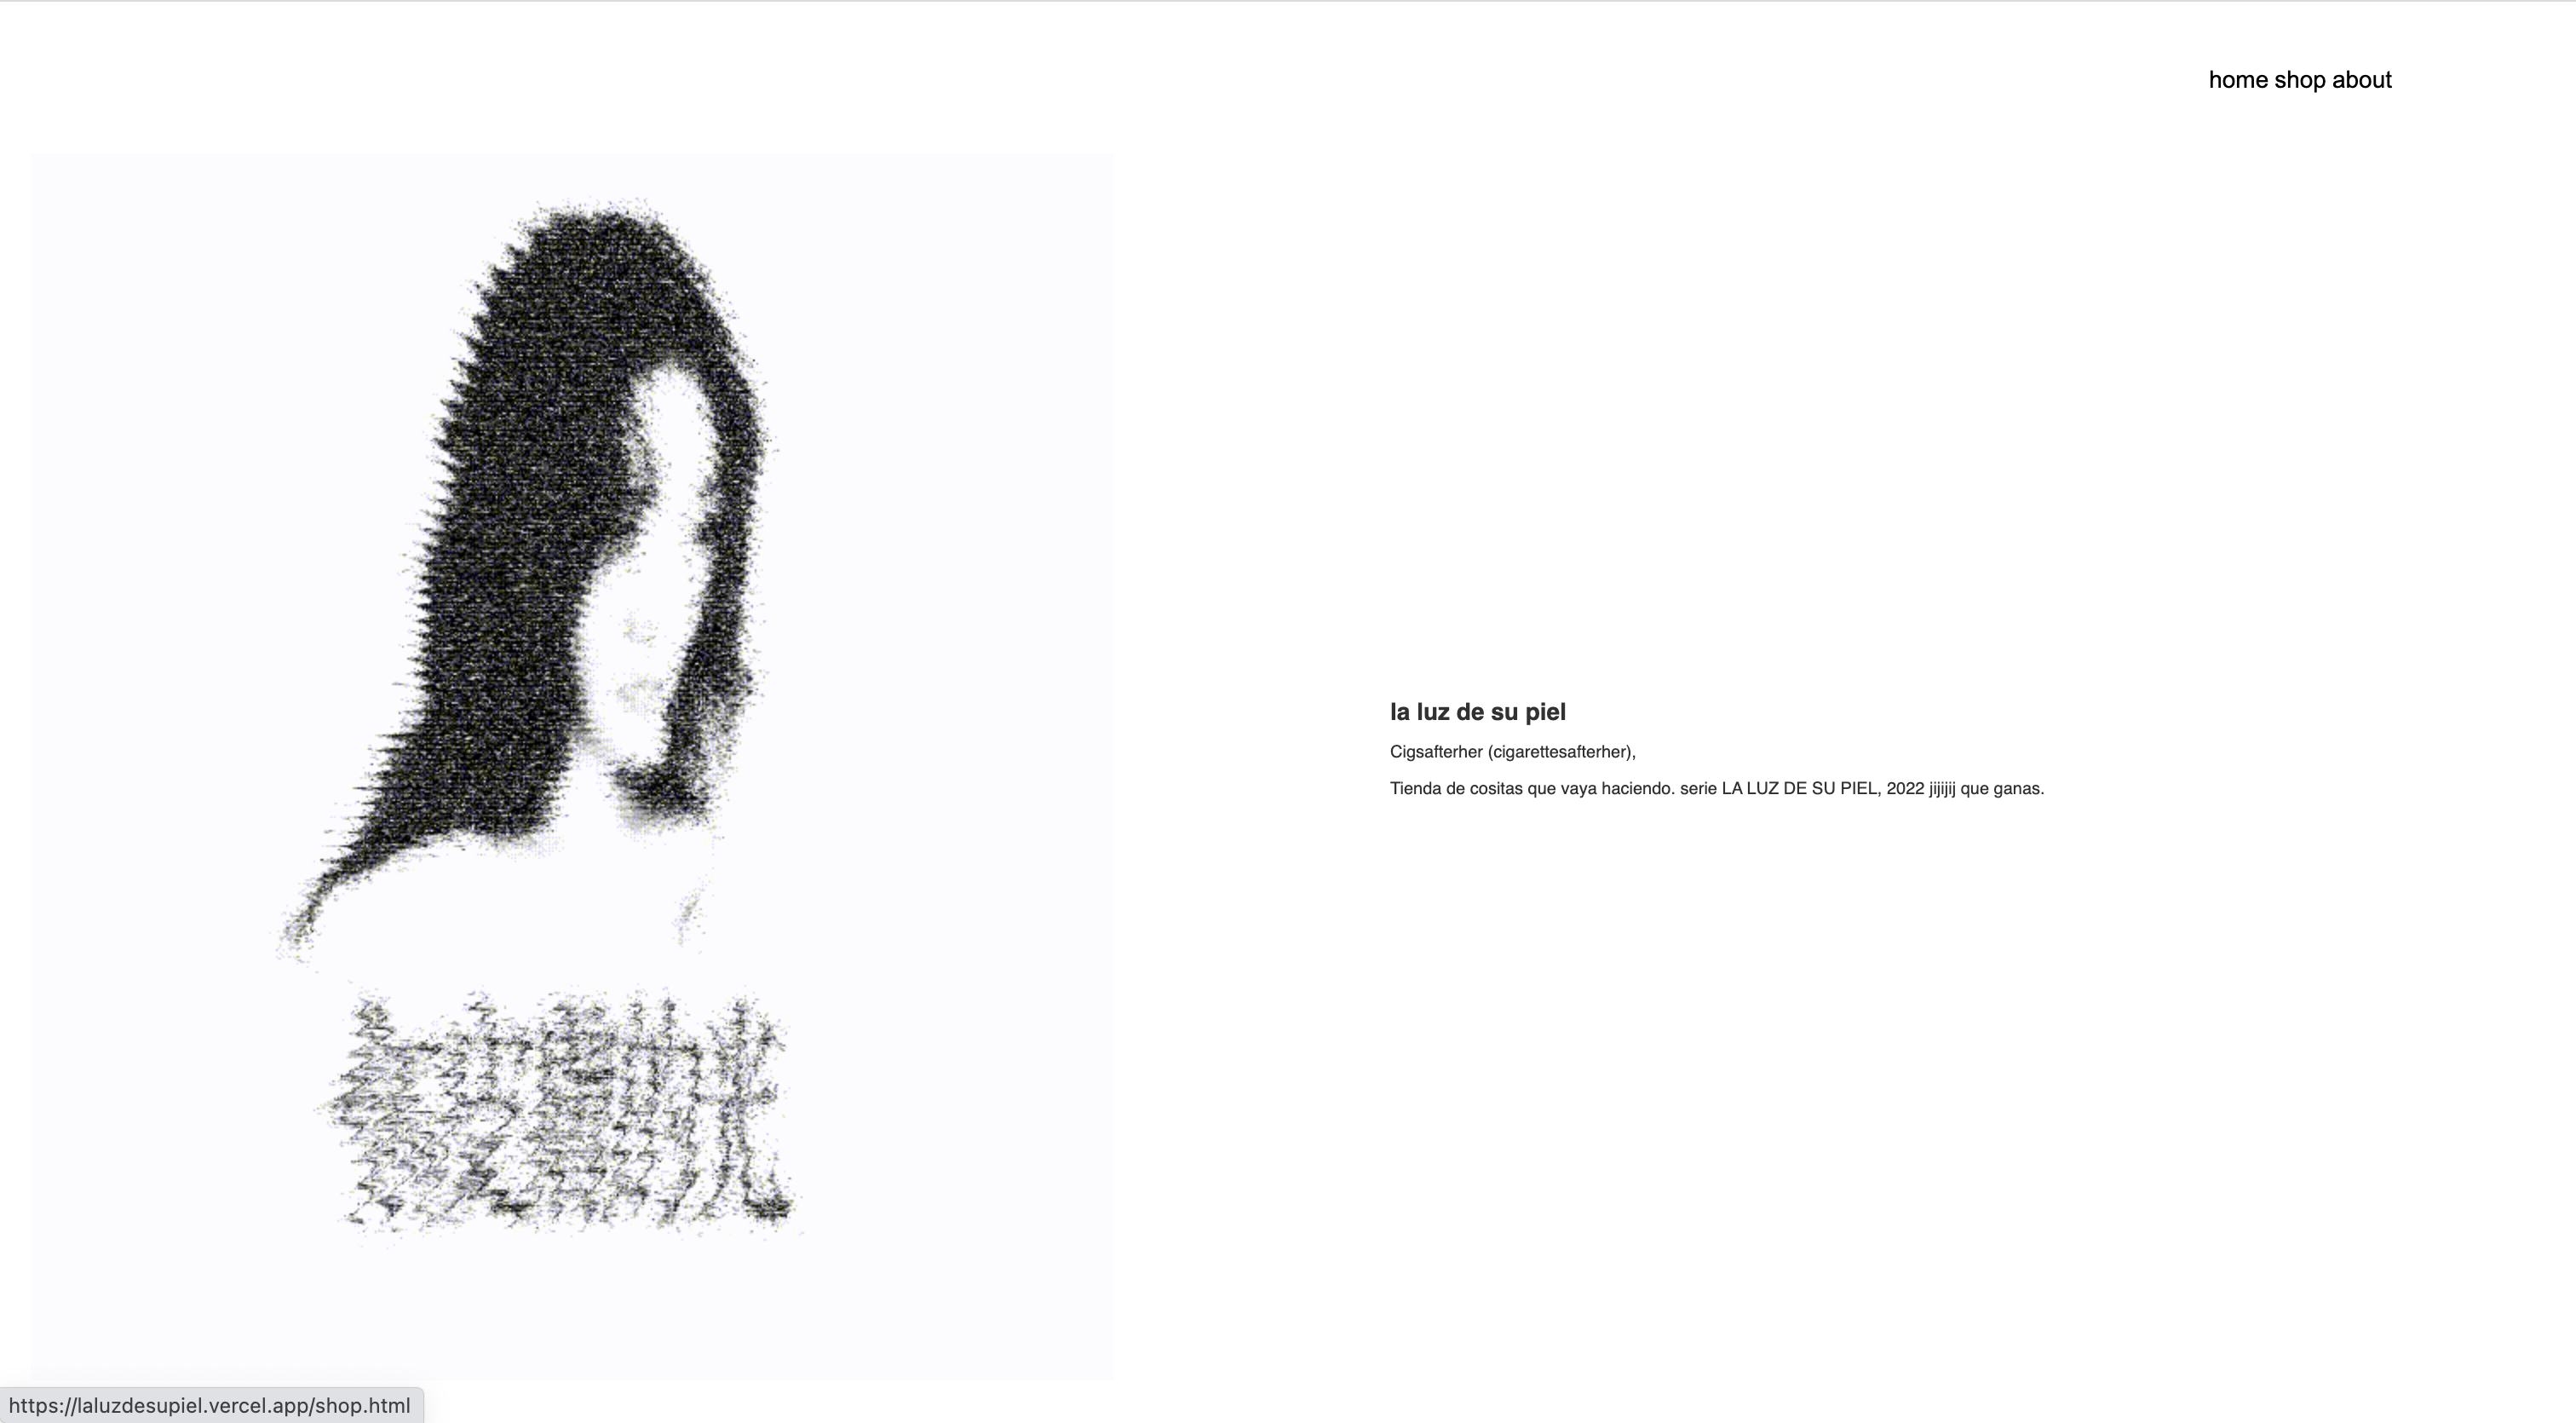 home shop about
la luz de su piel
Cigsafterher (cigarettesafterher),
Tienda de cositas que vaya haciendo. serie LA LUZ DE SU PIEL, 2022 jijijij que ganas.
https://laluzdesupiel.vercel.app/shop.html